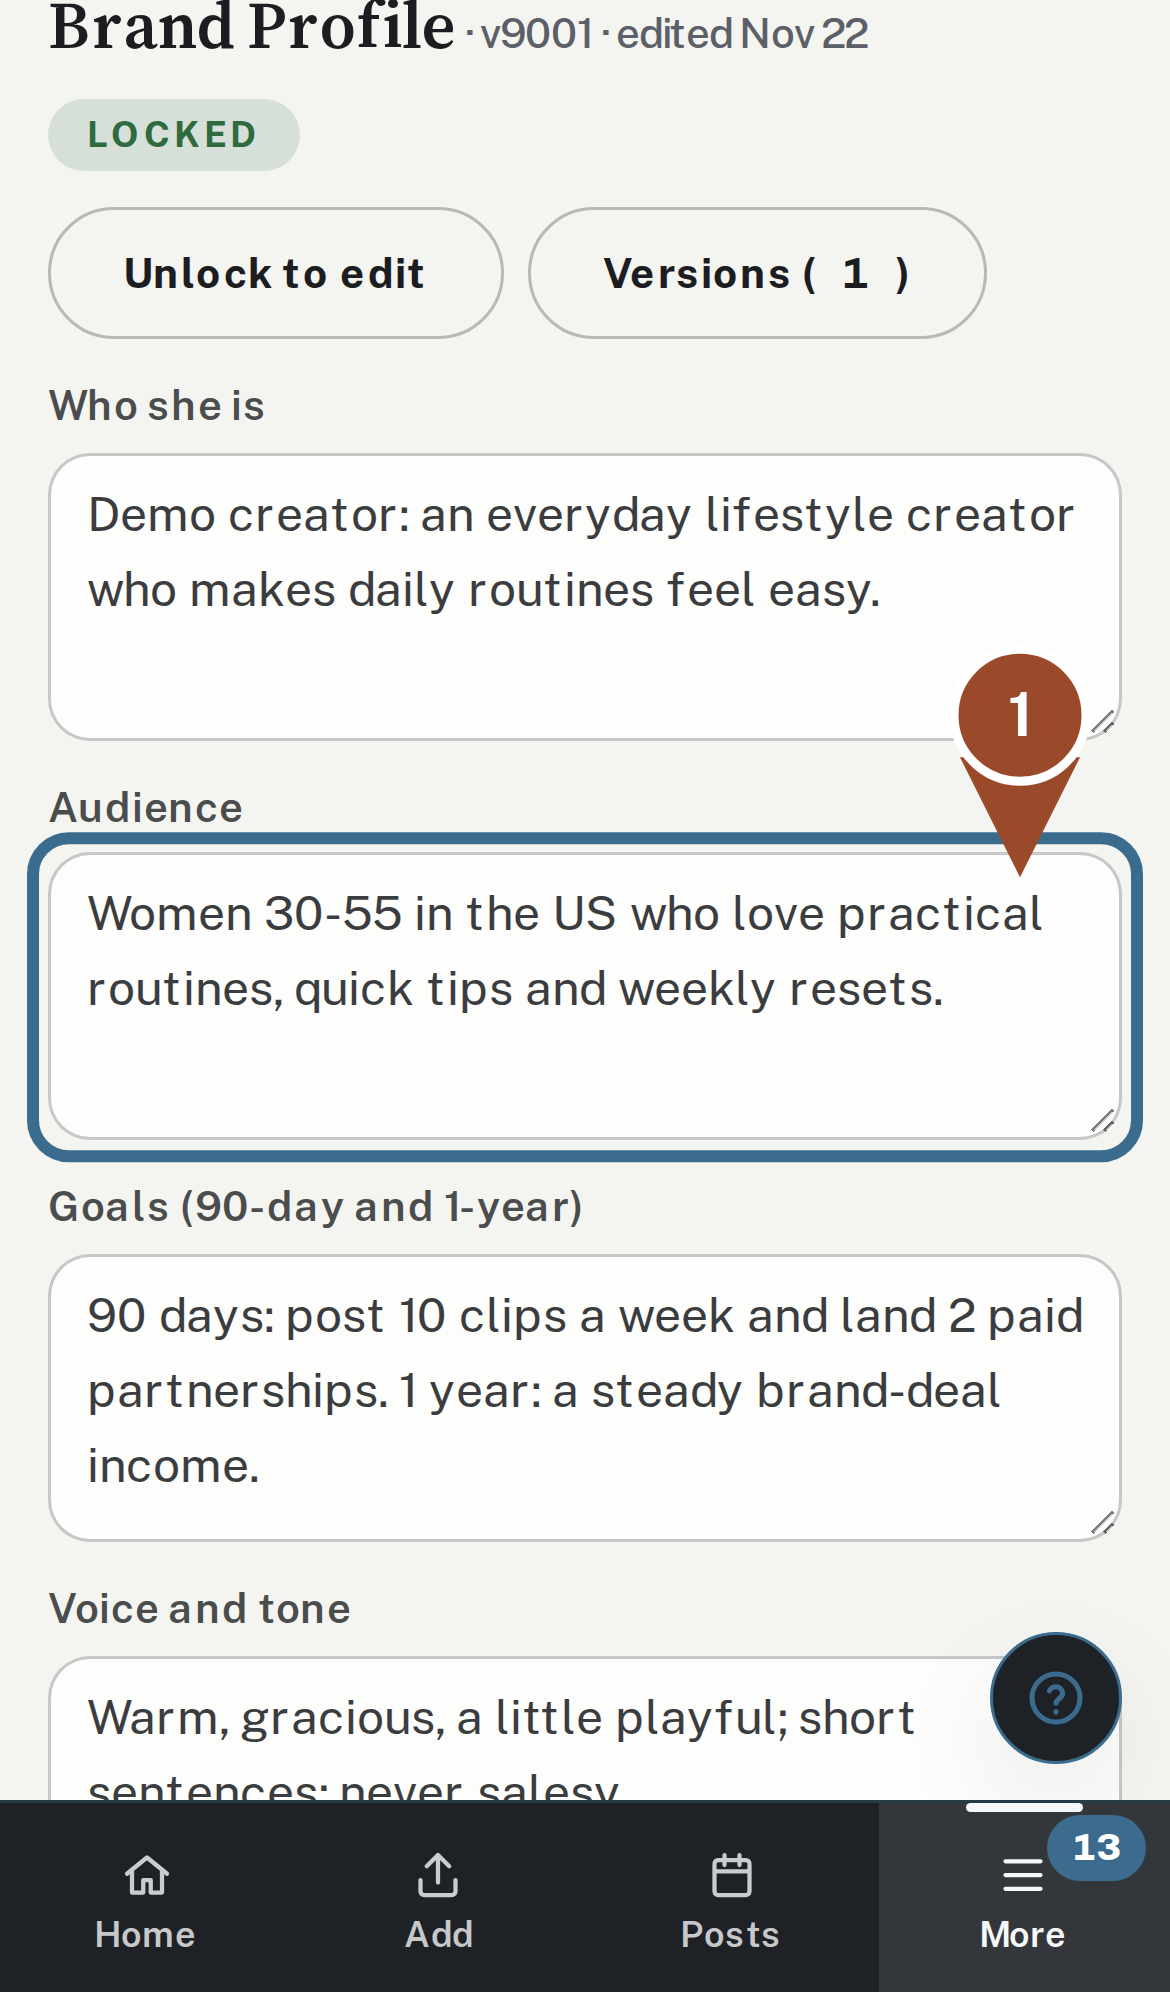 Brand Profile · v9001 · edited Nov 22
LOCKED
Unlock to edit
Versions ( 1 )
Who she is
Demo creator: an everyday lifestyle creator
who makes daily routines feel easy.
1
Audience
Women 30-55 in the US who love practical
routines, quick tips and weekly resets.
Goals (90-day and 1-year)
90 days: post 10 clips a week and land 2 paid
partnerships. 1 year: a steady brand-deal
income.
Voice and tone
Warm, gracious, a little playful; short
sentences; never salesy
13
Home
Add
Posts
More